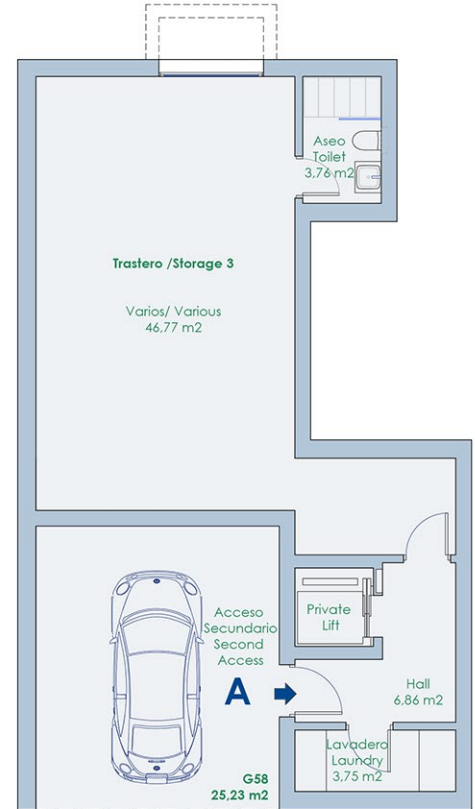 Aseo
Toilet
3,76 m2
Trastero /Storage 3
Varios/ Various
46,77 m2
Acceso
Secundario
Second
Access
A
Private
Lift
Hall
6,86 m2
Lavadero
Laundry
3,75 m2
G58
25,23 m2